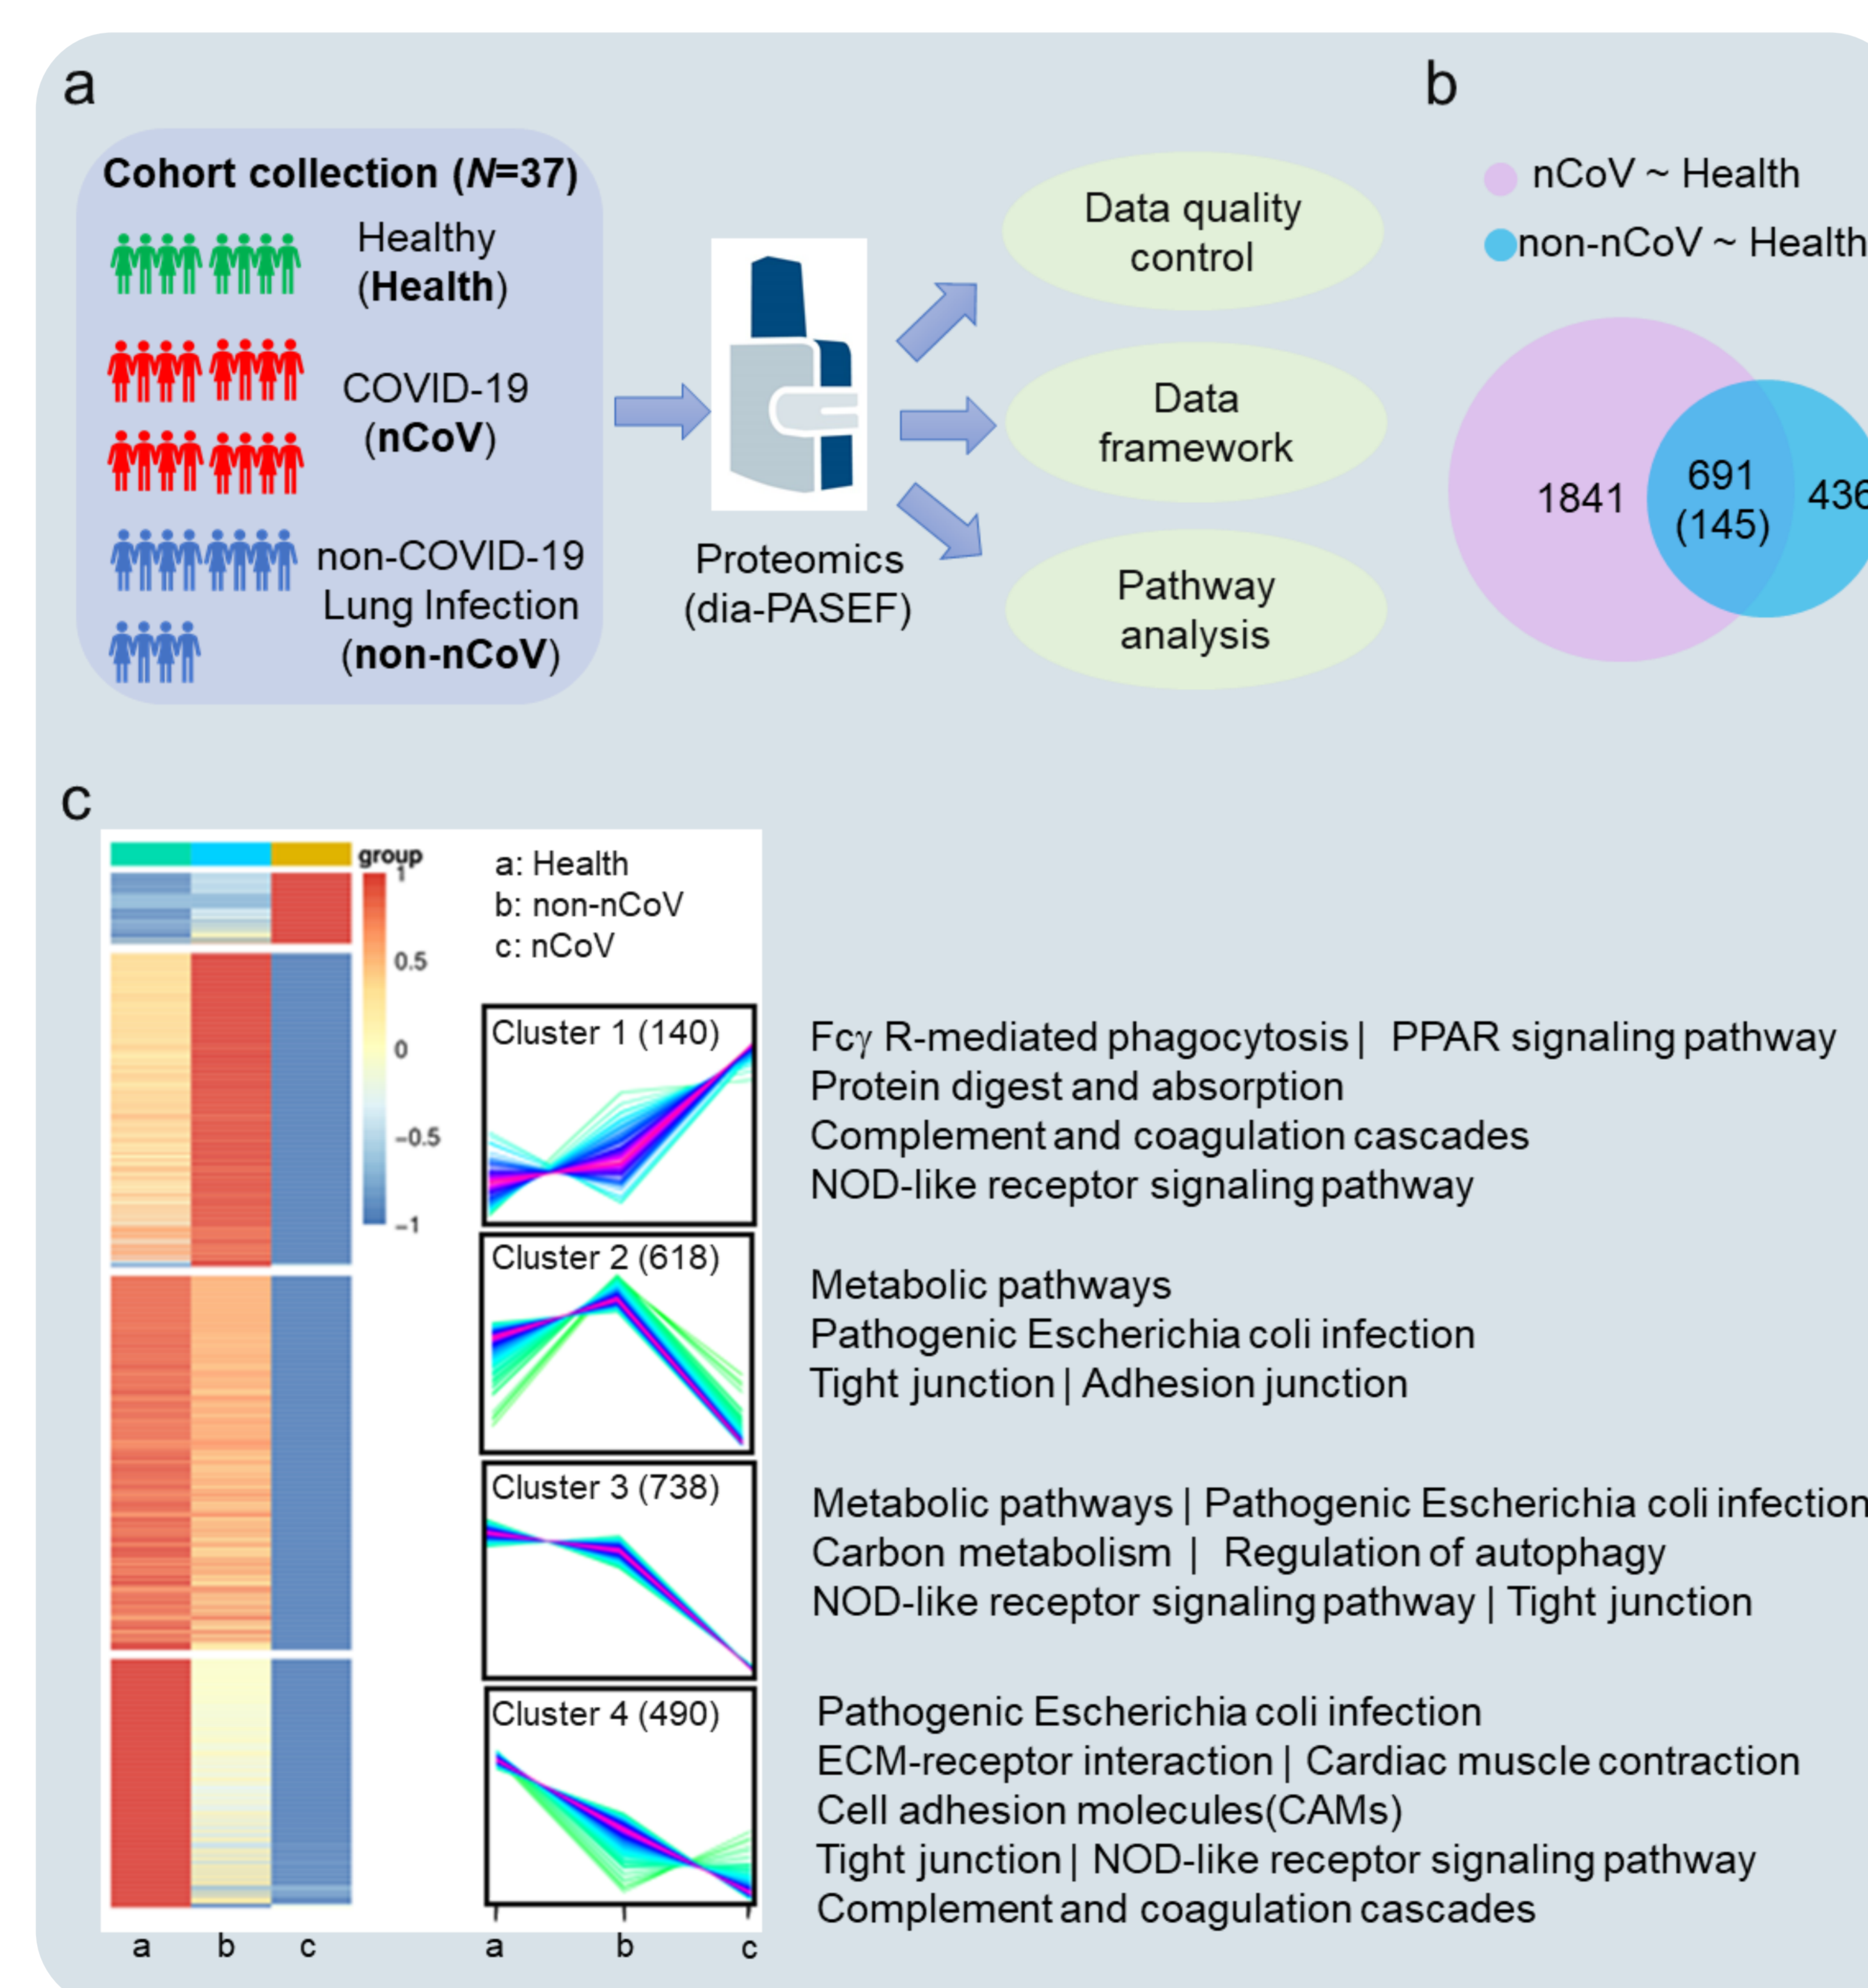 a
Cohort collection (N=37)
Healthy
(Health)
COVID-19
(nCoV)
non-COVID-19
Lung Infection
(non-nCoV)
Proteomics
(dia-PASEF)
Data quality
control
Data
framework
Pathway
analysis
b
nCoV ~ Health
non-nCoV ~ Health
1841
691
(145)
436
c
group
1
0.5
0
−0.5
−1
a: Health
b: non-nCoV
c: nCoV
Cluster 1 (140)
Fcγ R-mediated phagocytosis | PPAR signaling pathway
Protein digest and absorption
Complement and coagulation cascades
NOD-like receptor signaling pathway
Cluster 2 (618)
Metabolic pathways
Pathogenic Escherichia coli infection
Tight junction | Adhesion junction
Cluster 3 (738)
Metabolic pathways | Pathogenic Escherichia coli infection
Carbon metabolism | Regulation of autophagy
NOD-like receptor signaling pathway | Tight junction
Cluster 4 (490)
Pathogenic Escherichia coli infection
ECM-receptor interaction | Cardiac muscle contraction
Cell adhesion molecules(CAMs)
Tight junction | NOD-like receptor signaling pathway
Complement and coagulation cascades
a b c
a b c